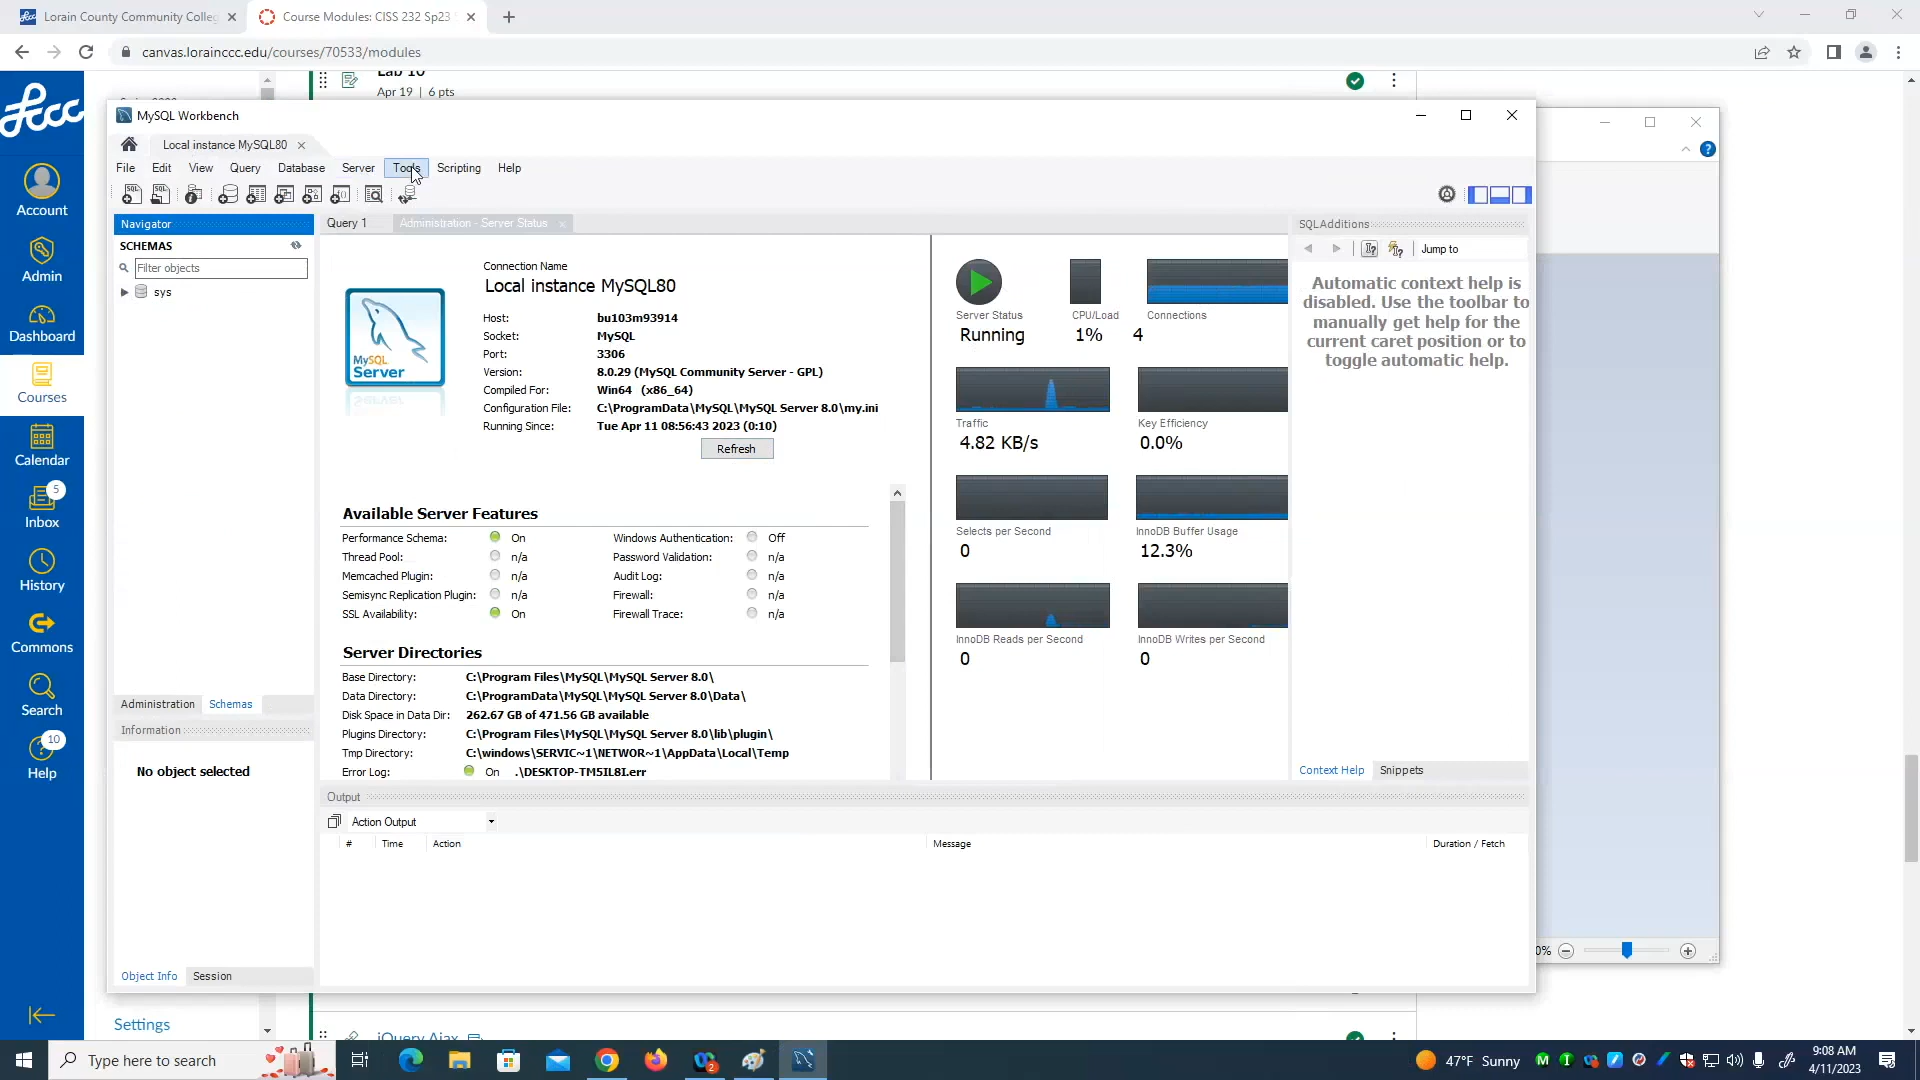 Lorain County Community Colleg
Course Modules: CISS 232 Sp23
canvas.lorainccc.edu/courses/70533/modules
lccc
Account
Admin
Dashboard
Courses
Calendar
5
Inbox
History
Commons
Search
10
Help
Lab 10
Apr 19 | 6 pts
MySQL Workbench
Local instance MySQL80
File Edit View Query Database Server Tools Scripting Help
Navigator
SCHEMAS
Filter objects
sys
Administration Schemas
Information
No object selected
Object Info Session
Query 1 Administration - Server Status
Connection Name
Local instance MySQL80
Host: bu103m93914
Socket: MySQL
Port: 3306
Version: 8.0.29 (MySQL Community Server - GPL)
Compiled For: Win64 (x86_64)
Configuration File: C:\ProgramData\MySQL\MySQL Server 8.0\my.ini
Running Since: Tue Apr 11 08:56:43 2023 (0:10)
Refresh
MySQL
Server
Available Server Features
Performance Schema: On Windows Authentication: Off
Thread Pool: n/a Password Validation: n/a
Memcached Plugin: n/a Audit Log: n/a
Semisync Replication Plugin: n/a Firewall: n/a
SSL Availability: On Firewall Trace: n/a
Server Directories
Base Directory: C:\Program Files\MySQL\MySQL Server 8.0\
Data Directory: C:\ProgramData\MySQL\MySQL Server 8.0\Data\
Disk Space in Data Dir: 262.67 GB of 471.56 GB available
Plugins Directory: C:\Program Files\MySQL\MySQL Server 8.0\lib\plugin\
Tmp Directory: C:\windows\SERVIC~1\NETWOR~1\AppData\Local\Temp
Error Log: On .\DESKTOP-TM5IL8I.err
Server Status CPU/Load Connections
Running 1% 4
Traffic Key Efficiency
4.82 KB/s 0.0%
Selects per Second InnoDB Buffer Usage
0 12.3%
InnoDB Reads per Second InnoDB Writes per Second
0 0
SQLAdditions
Jump to
Automatic context help is
disabled. Use the toolbar to
manually get help for the
current caret position or to
toggle automatic help.
Context Help Snippets
Output
Action Output
# Time Action Message Duration / Fetch
0%
Settings
jQuery Ajax
Type here to search
2
47°F Sunny
9:08 AM
4/11/2023